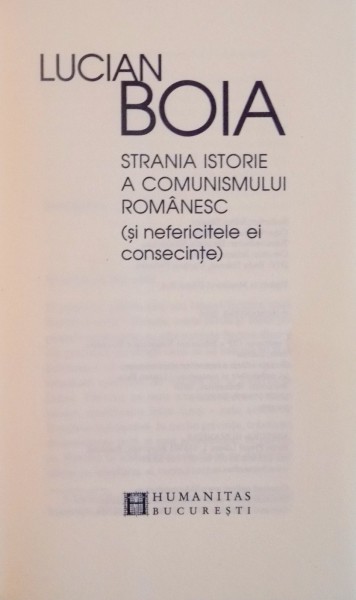 LUCIAN
BOIA
STRANIA ISTORIE
A COMUNISMULUI
ROMÂNESC
(și nefericitele ei
consecințe)
HUMANITAS
BUCUREȘTI